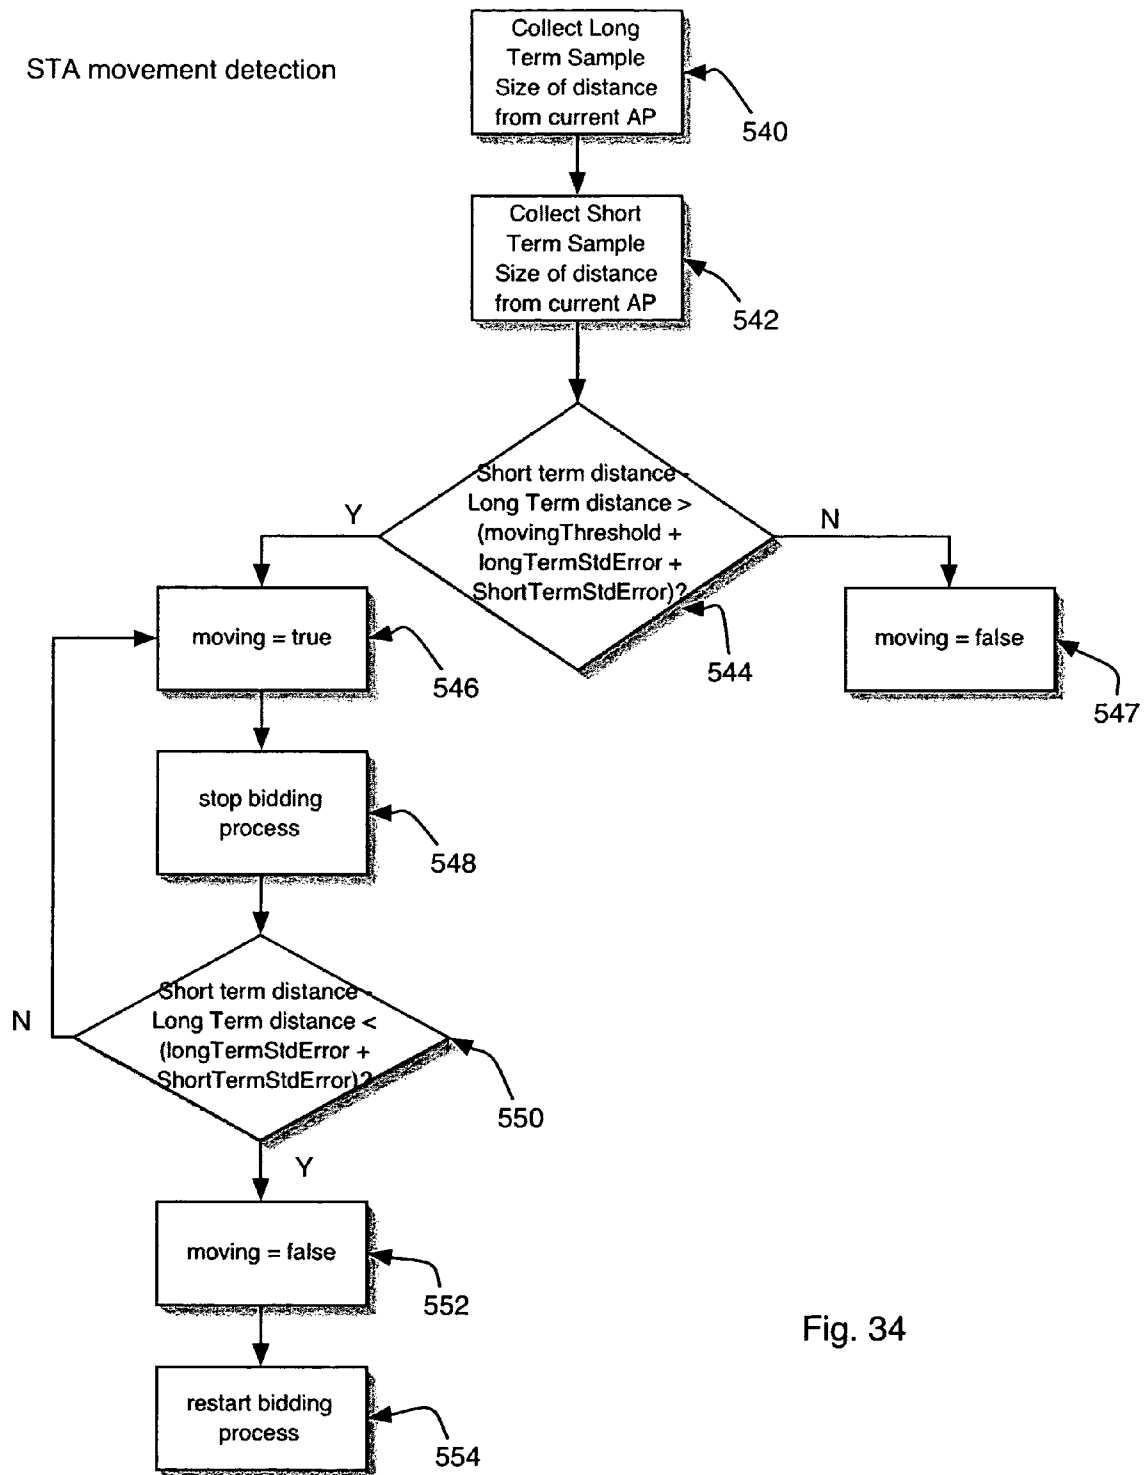 STA movement detection
Collect Long
Term Sample
Size of distance
from current AP
540
Collect Short
Term Sample
Size of distance
from current AP
542
Short term distance -
Long Term distance >
(movingThreshold +
longTermStdError +
ShortTermStdError)?
544
Y
N
moving = true
546
moving = false
547
stop bidding
process
548
Short term distance -
Long Term distance <
(longTermStdError +
ShortTermStdError)?
550
N
Y
moving = false
552
restart bidding
process
554
Fig. 34